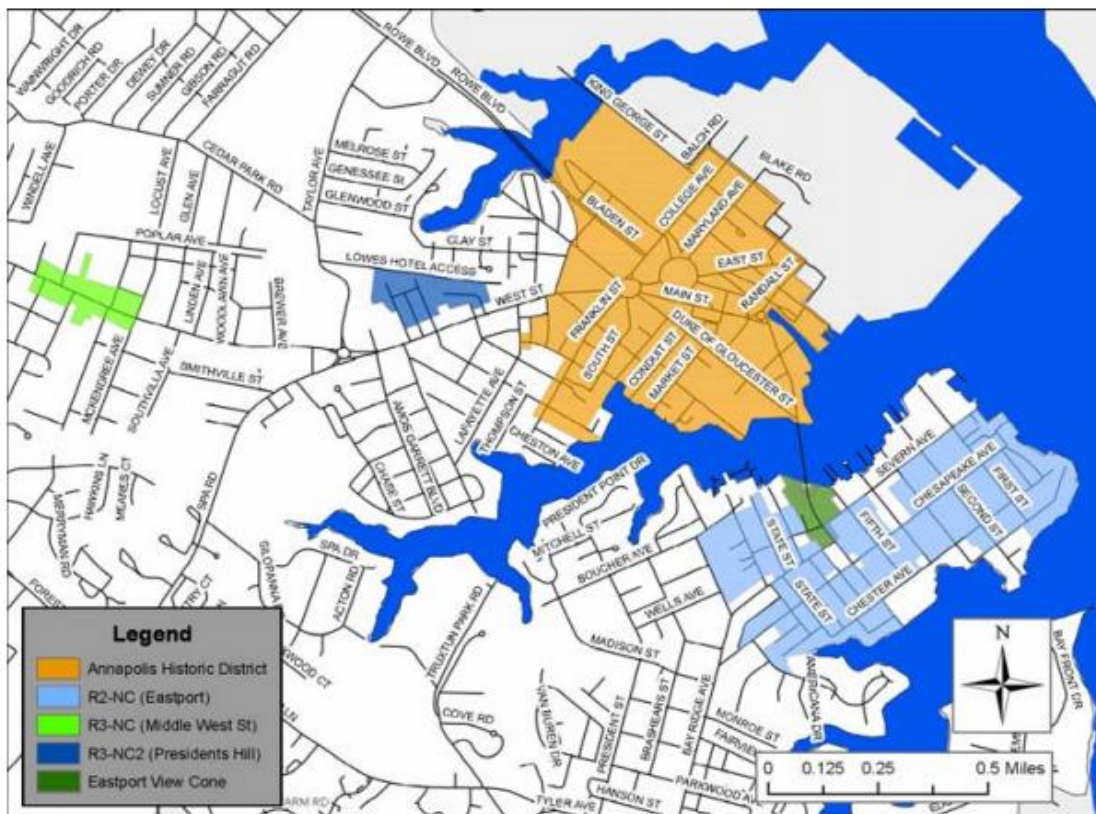 WAINWRIGHT DR
GOODRICH RD
PORTER DR
DEWEY DR
SUMNER RD
GIBSON RD
FARRAGUT RD
ROWE BLVD
ROWE BLVD
KING GEORGE ST
BALCH RD
BLAKE RD
CEDAR PARK RD
TAYLOR AVE
MELROSE ST
GENESSEE St
GLENWOOD ST
WINDELL AVE
LOCUST AVE
GLEN AVE
COLLEGE AVE
MARYLAND AVE
BLADEN ST
POPLAR AVE
CLAY ST
EAST ST
LOWES HOTEL ACCESS
RANDALL ST
LINDEN AVE
WOODLAWN AVE
BREWER AVE
WEST ST
FRANKLIN ST
MAIN ST
SOUTH ST
CONDUIT ST
MARKET ST
DUKE OF GLOUCESTER ST
MCKENDREE AVE
SOUTHVILLA AVE
SMITHVILLE ST
LAFAYETTE AVE
THOMPSON ST
AMOS GARRETT BLVD
CHASE ST
CHESTON AVE
SEVERN AVE
CHESAPEAKE AVE
FIRST ST
SECOND ST
HAWKINS LN
MEANES CT
MERRYMAN RD
SPA RD
PRESIDENT POINT DR
MITCHELL ST
BOUCHER AVE
STATE ST
FIFTH ST
SPA DR
ACTON RD
GILOPANNA
WELLS AVE
STATE ST
CHESTER AVE
TRUXTUN PARK RD
MADISON ST
AMERICANA DR
BAY FRONT DR
COVE RD
VAN BUREN DR
PRESIDENT ST
BRASHEARS ST
BAY RIDGE AVE
MONROE ST
FAIRVIEW
PARKWOOD AVE
HANSON ST
TYLER AVE
Legend
Annapolis Historic District
R2-NC (Eastport)
R3-NC (Middle West St)
R3-NC2 (Presidents Hill)
Eastport View Cone
N
0 0.125 0.25 0.5 Miles